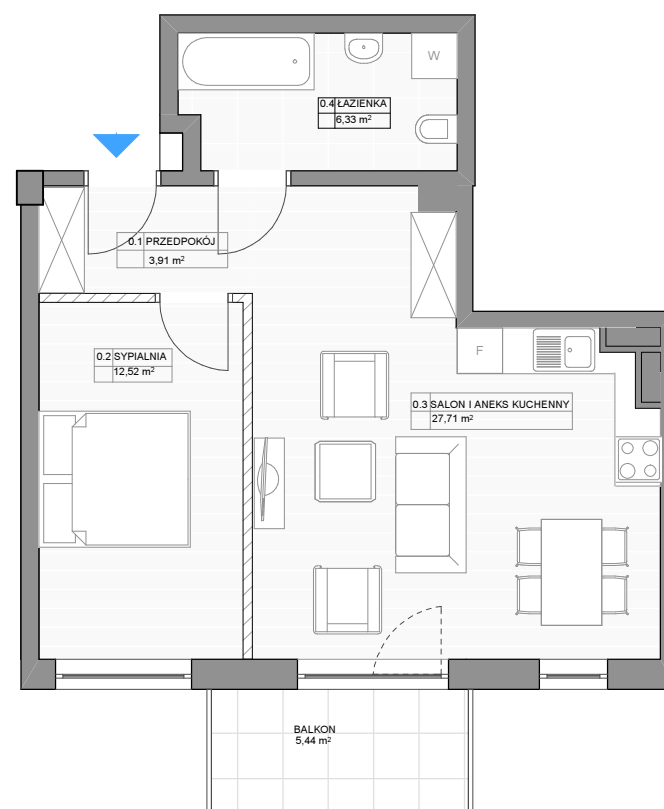 W
0.4 ŁAZIENKA
6,33 m²
0.1 PRZEDPOKÓJ
3,91 m²
0.2 SYPIALNIA
12,52 m²
F
0.3 SALON I ANEKS KUCHENNY
27,71 m²
BALKON
5,44 m²